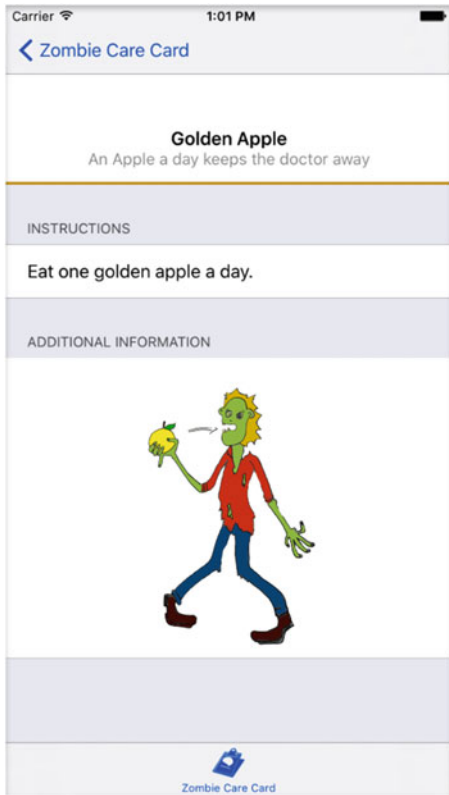 Carrier 1:01 PM
Zombie Care Card
Golden Apple
An Apple a day keeps the doctor away
INSTRUCTIONS
Eat one golden apple a day.
ADDITIONAL INFORMATION
Zombie Care Card